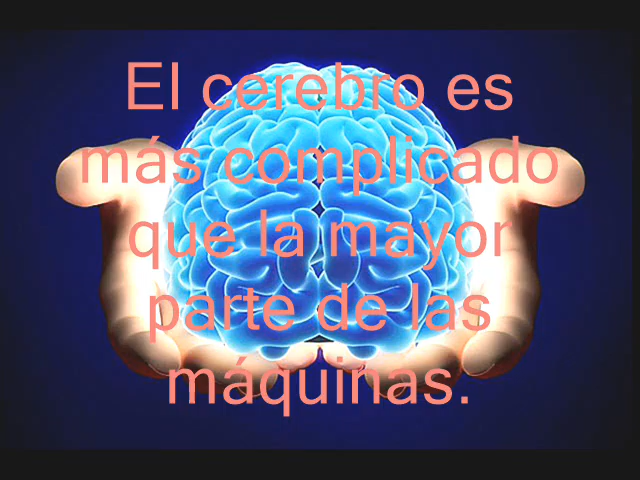 El cerebro es
más complicado
que la mayor
parte de las
máquinas.